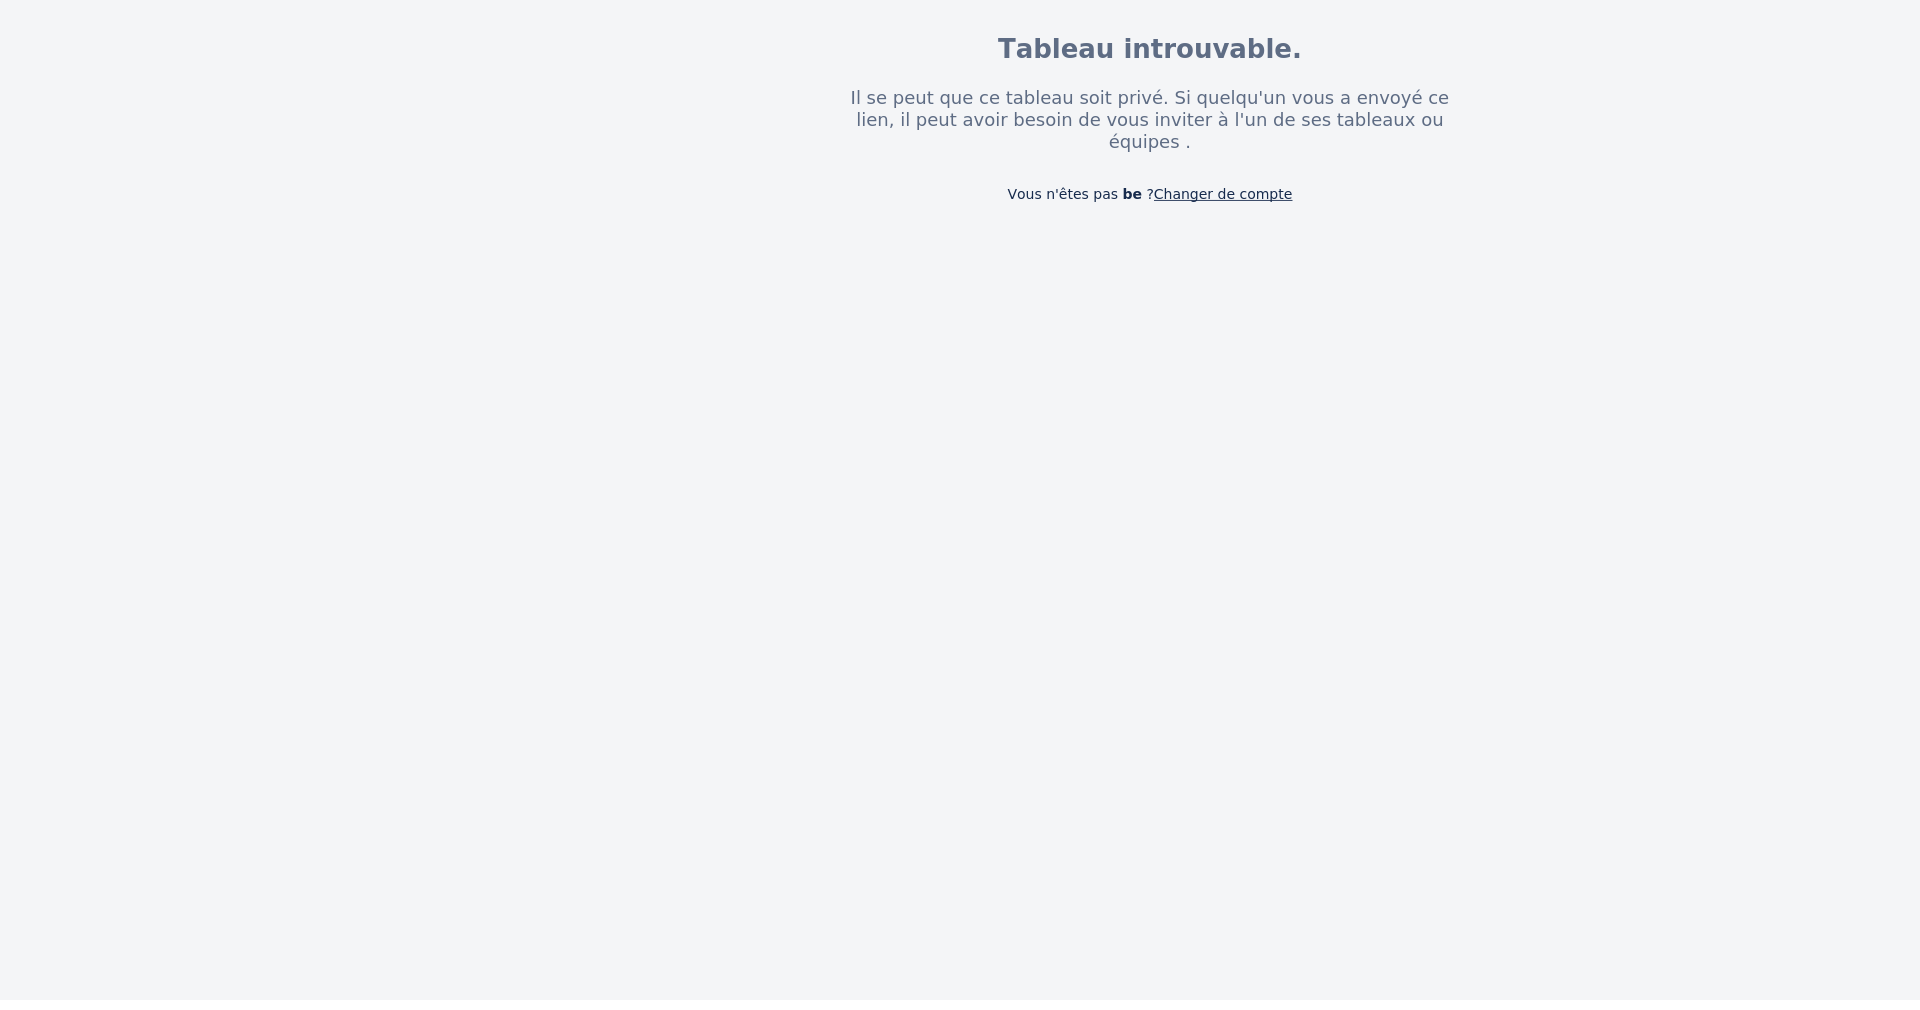 Tableau introuvable.
Il se peut que ce tableau soit privé. Si quelqu'un vous a envoyé ce
lien, il peut avoir besoin de vous inviter à l'un de ses tableaux ou
équipes .
Vous n'êtes pas be ?Changer de compte